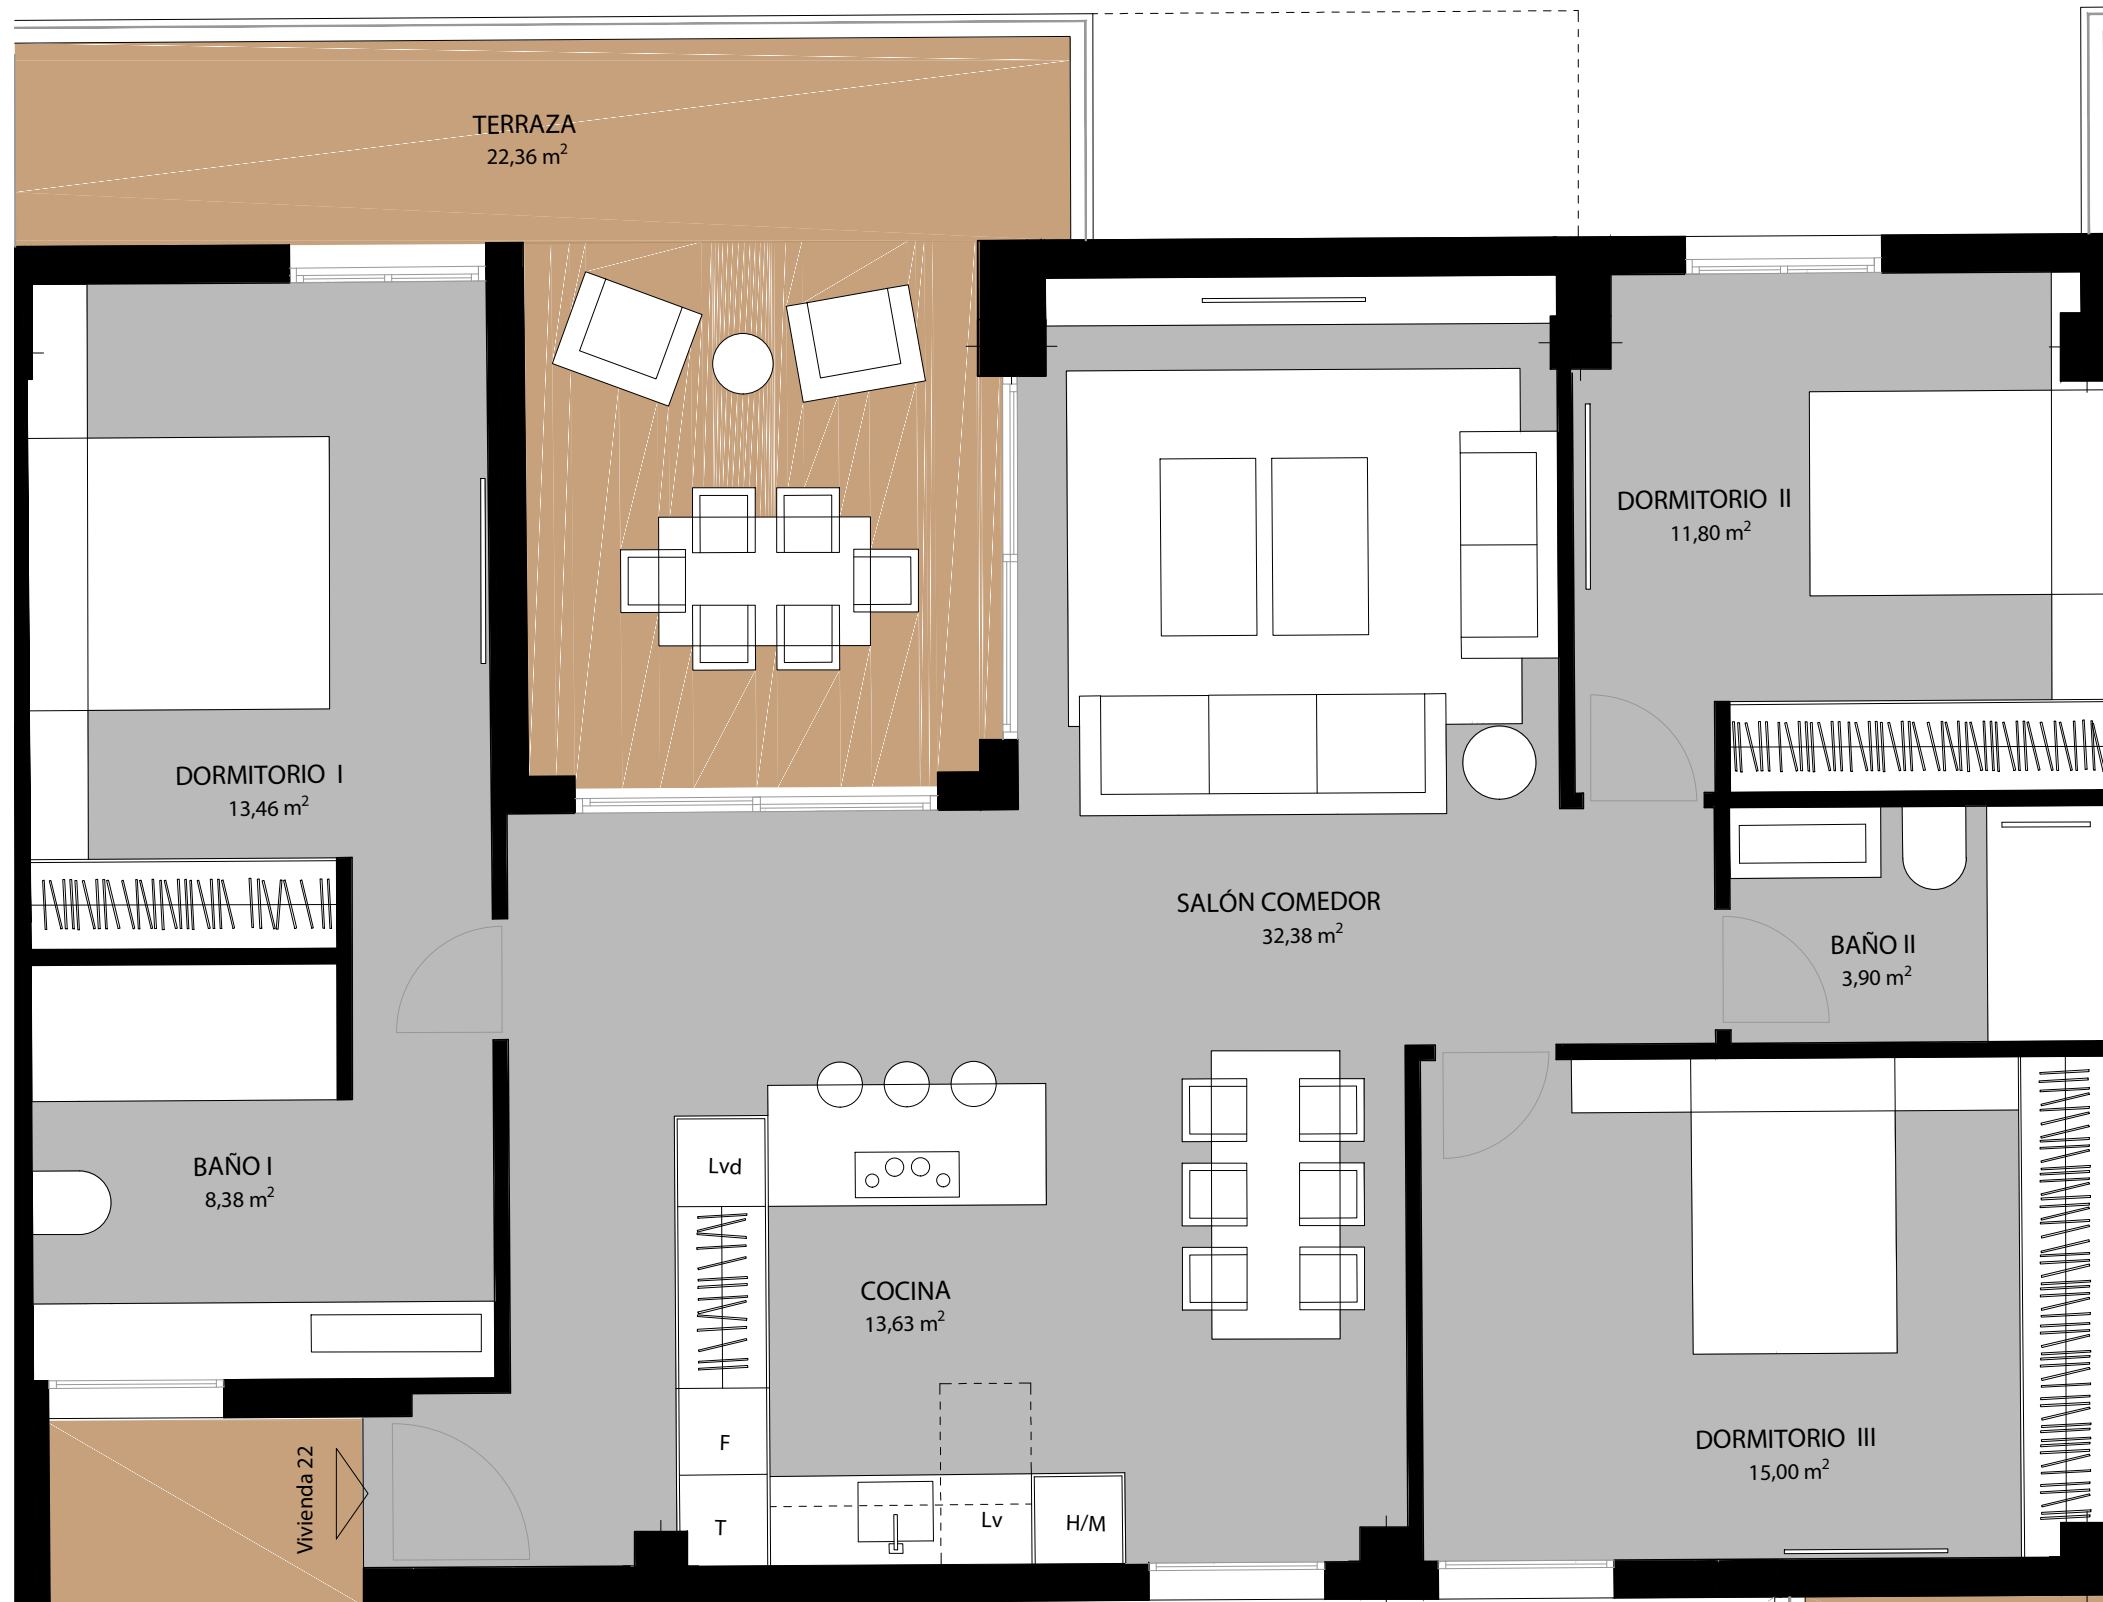 TERRAZA
22,36 m²
DORMITORIO II
11,80 m²
DORMITORIO I
13,46 m²
SALÓN COMEDOR
32,38 m²
BAÑO II
3,90 m²
BAÑO I
8,38 m²
Lvd
COCINA
13,63 m²
F
T
Lv
H/M
DORMITORIO III
15,00 m²
Vivienda 22